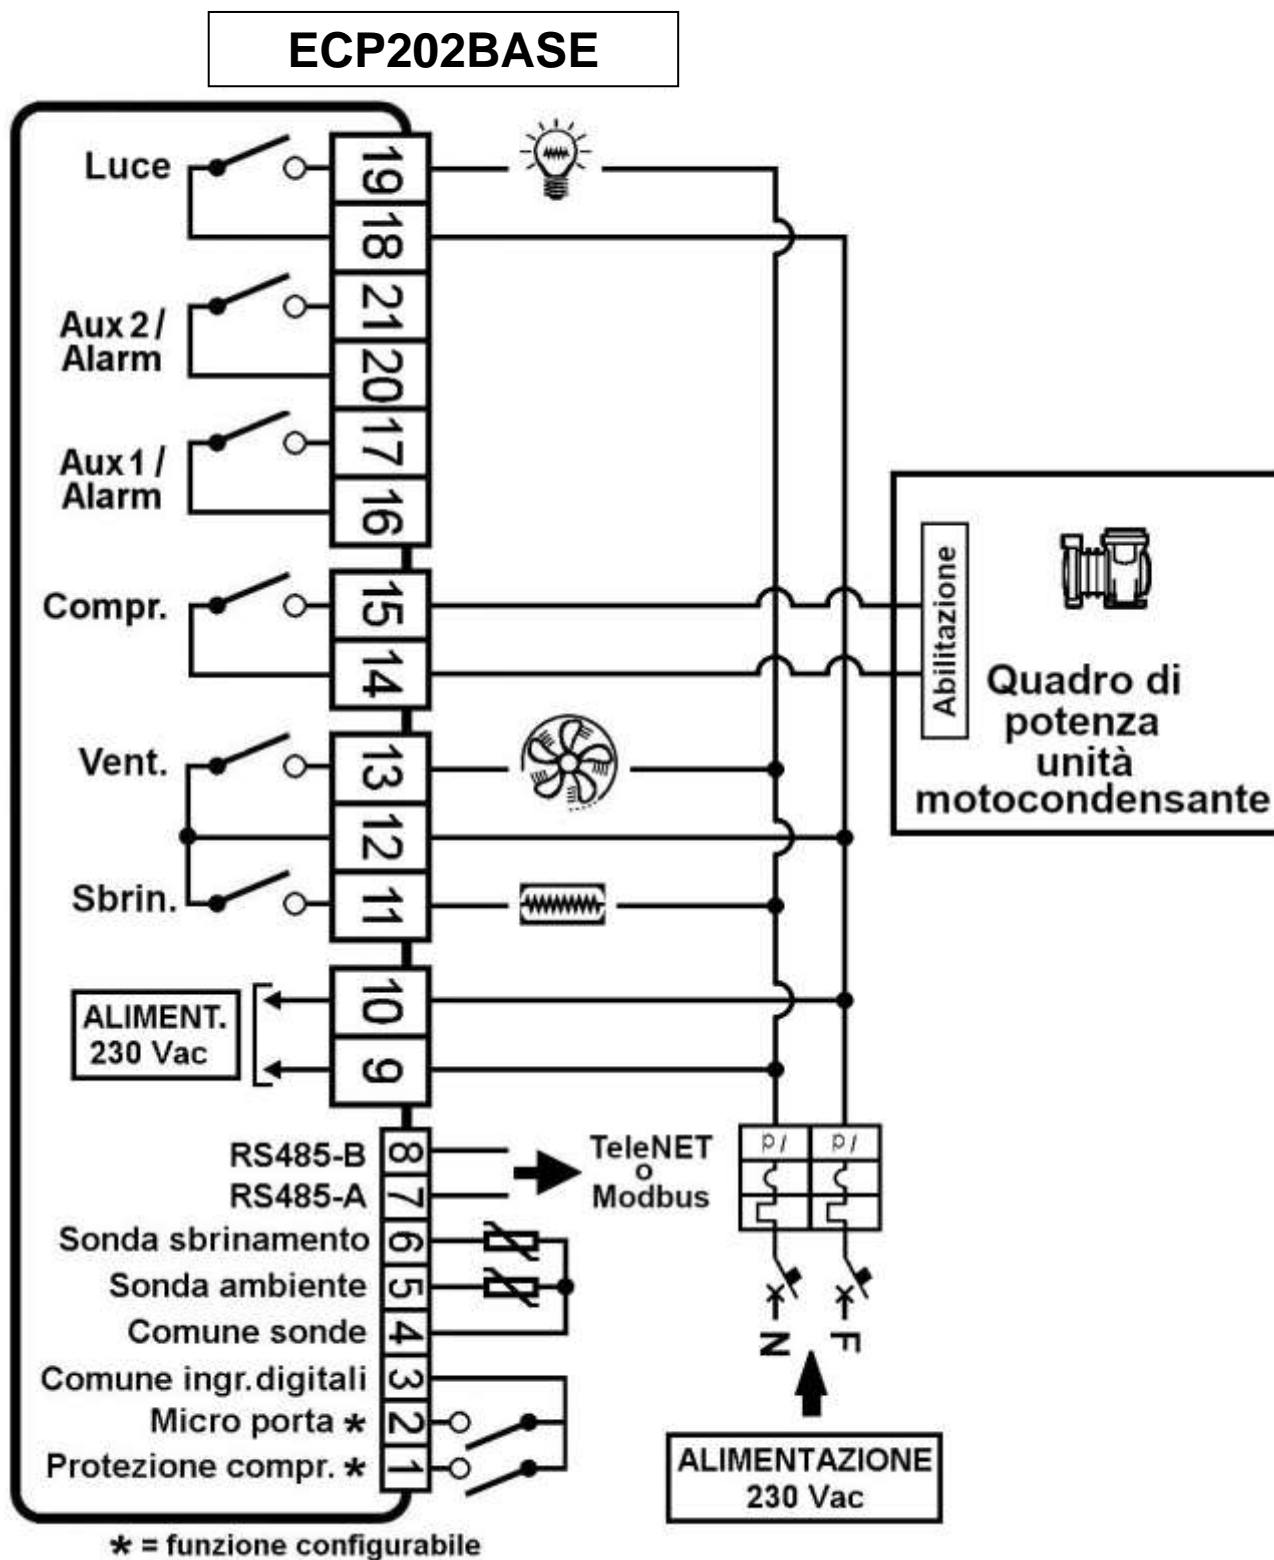 ECP202BASE
Luce
19
18
Aux 2 /
Alarm
21
20
Aux 1 /
Alarm
17
16
Compr.
15
14
Abilitazione
Quadro di
potenza
unità
motocondensante
Vent.
13
12
Sbrin.
11
ALIMENT.
230 Vac
10
9
RS485-B
8
RS485-A
7
TeleNET
o
Modbus
Sonda sbrinamento
6
Sonda ambiente
5
Comune sonde
4
Comune ingr.digitali
3
Micro porta *
2
Protezione compr. *
1
N
F
ALIMENTAZIONE
230 Vac
* = funzione configurabile